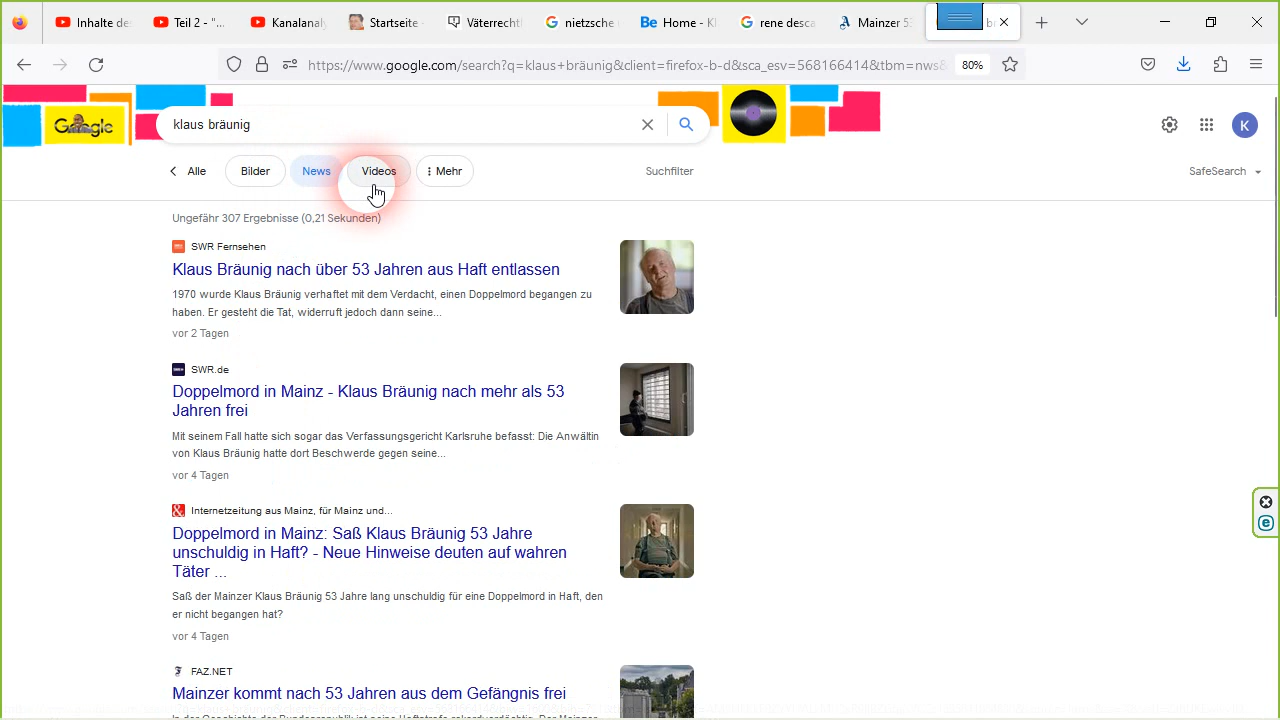 Inhalte de
Teil 2 - "..
Kanalanaly
Startseite
Väterrecht
nietzsche
Home - K
rene desca
Mainzer 5
https://www.google.com/search?q=klaus+bräunig&client=firefox-b-d&sca_esv=568166414&tbm=nws&
80%
Google
klaus bräunig
K
Alle
Bilder
News
Videos
Mehr
Suchfilter
SafeSearch
Ungefähr 307 Ergebnisse (0,21 Sekunden)
SWR Fernsehen
Klaus Bräunig nach über 53 Jahren aus Haft entlassen
1970 wurde Klaus Bräunig verhaftet mit dem Verdacht, einen Doppelmord begangen zu
haben. Er gesteht die Tat, widerruft jedoch dann seine...
vor 2 Tagen
SWR.de
Doppelmord in Mainz - Klaus Bräunig nach mehr als 53
Jahren frei
Mit seinem Fall hatte sich sogar das Verfassungsgericht Karlsruhe befasst: Die Anwältin
von Klaus Bräunig hatte dort Beschwerde gegen seine...
vor 4 Tagen
Internetzeitung aus Mainz, für Mainz und...
Doppelmord in Mainz: Saß Klaus Bräunig 53 Jahre
unschuldig in Haft? - Neue Hinweise deuten auf wahren
Täter ...
Saß der Mainzer Klaus Bräunig 53 Jahre lang unschuldig für eine Doppelmord in Haft, den
er nicht begangen hat?
vor 4 Tagen
FAZ.NET
Mainzer kommt nach 53 Jahren aus dem Gefängnis frei